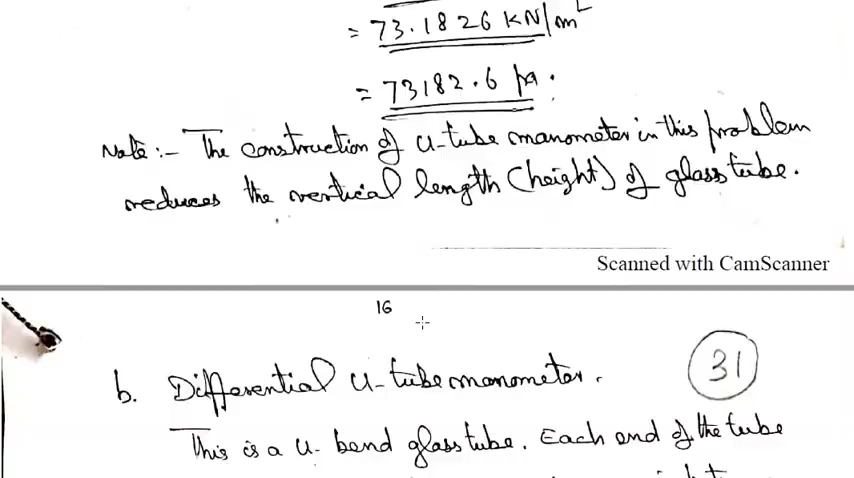 = 73.1826 KN/m²
= 73182.6 pa.
Note:- The construction of U-tube manometer in this problem
reduces the vertical length (height) of glass tube.
Scanned with CamScanner
16
b. Differential U-tube manometer.
31
This is a U-bend glass tube. Each end of the tube